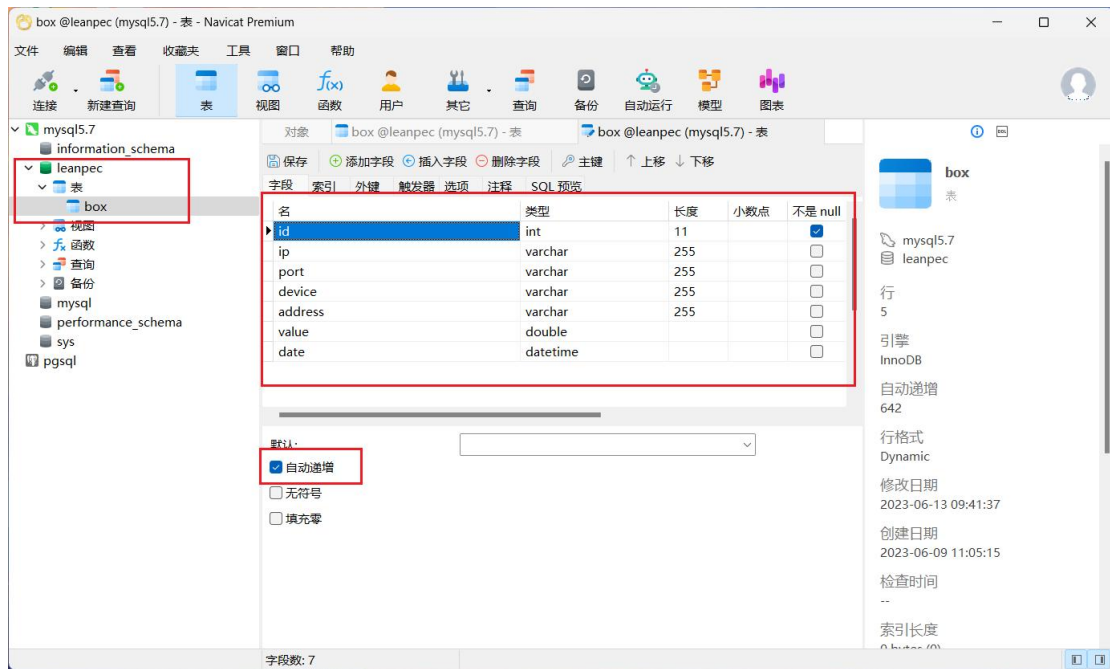 box @leanpec (mysql5.7) - 表 - Navicat Premium
文件 编辑 查看 收藏夹 工具 窗口 帮助
连接 新建查询 表 视图 函数 用户 其它 查询 备份 自动运行 模型 图表
mysql5.7
information_schema
leanpec
表
box
视图
函数
查询
备份
mysql
performance_schema
sys
pgsql
对象 box @leanpec (mysql5.7) - 表 box @leanpec (mysql5.7) - 表
保存 添加字段 插入字段 删除字段 主键 上移 下移
字段 索引 外键 触发器 选项 注释 SQL 预览
名 类型 长度 小数点 不是 null
id int 11
ip varchar 255
port varchar 255
device varchar 255
address varchar 255
value double
date datetime
默认:
自动递增
无符号
填充零
字段数: 7
box
表
mysql5.7
leanpec
行
5
引擎
InnoDB
自动递增
642
行格式
Dynamic
修改日期
2023-06-13 09:41:37
创建日期
2023-06-09 11:05:15
检查时间
--
索引长度
0 bytes (0)